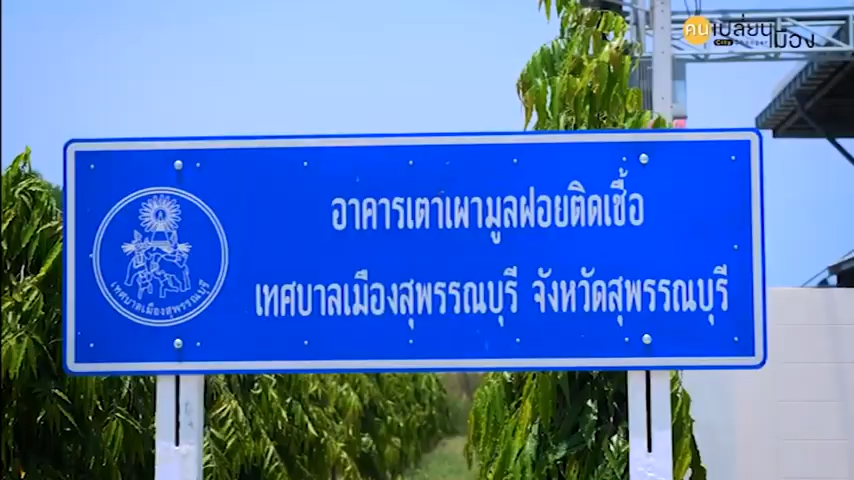 คนเปลี่ยนเมือง
City Changer
อาคารเตาเผามูลฝอยติดเชื้อ
เทศบาลเมืองสุพรรณบุรี จังหวัดสุพรรณบุรี
เทศบาลเมืองสุพรรณบุรี